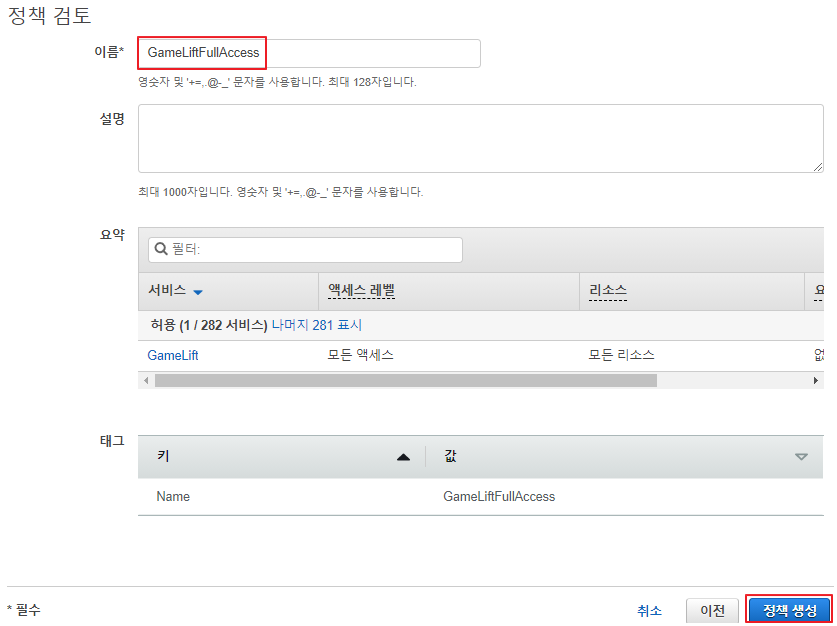 정책 검토
이름* GameLiftFullAccess
영숫자 및 '+=,.@-_' 문자를 사용합니다. 최대 128자입니다.
설명
최대 1000자입니다. 영숫자 및 '+=,.@-_' 문자를 사용합니다.
요약
필터:
서비스 액세스 레벨 리소스 요
허용 (1 / 282 서비스) 나머지 281 표시
GameLift 모든 액세스 모든 리소스 없
태그
키 값
Name GameLiftFullAccess
* 필수 취소 이전 정책 생성